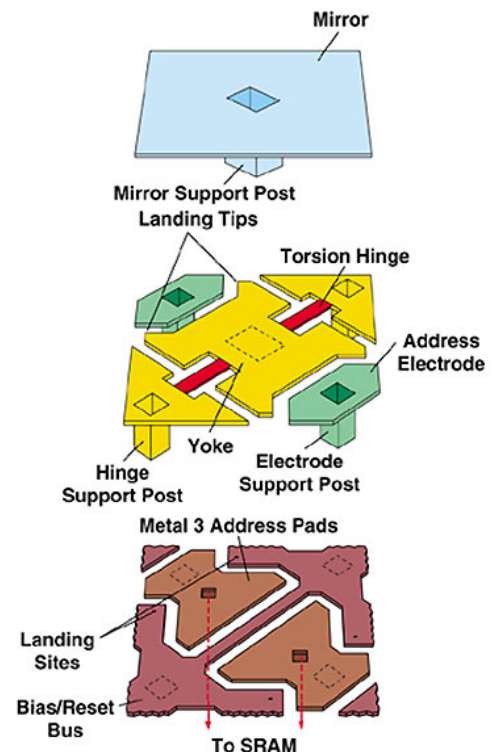 Mirror
Mirror Support Post
Landing Tips
Torsion Hinge
Address
Electrode
Yoke
Hinge
Support Post
Electrode
Support Post
Metal 3 Address Pads
Landing
Sites
Bias/Reset
Bus
To SRAM